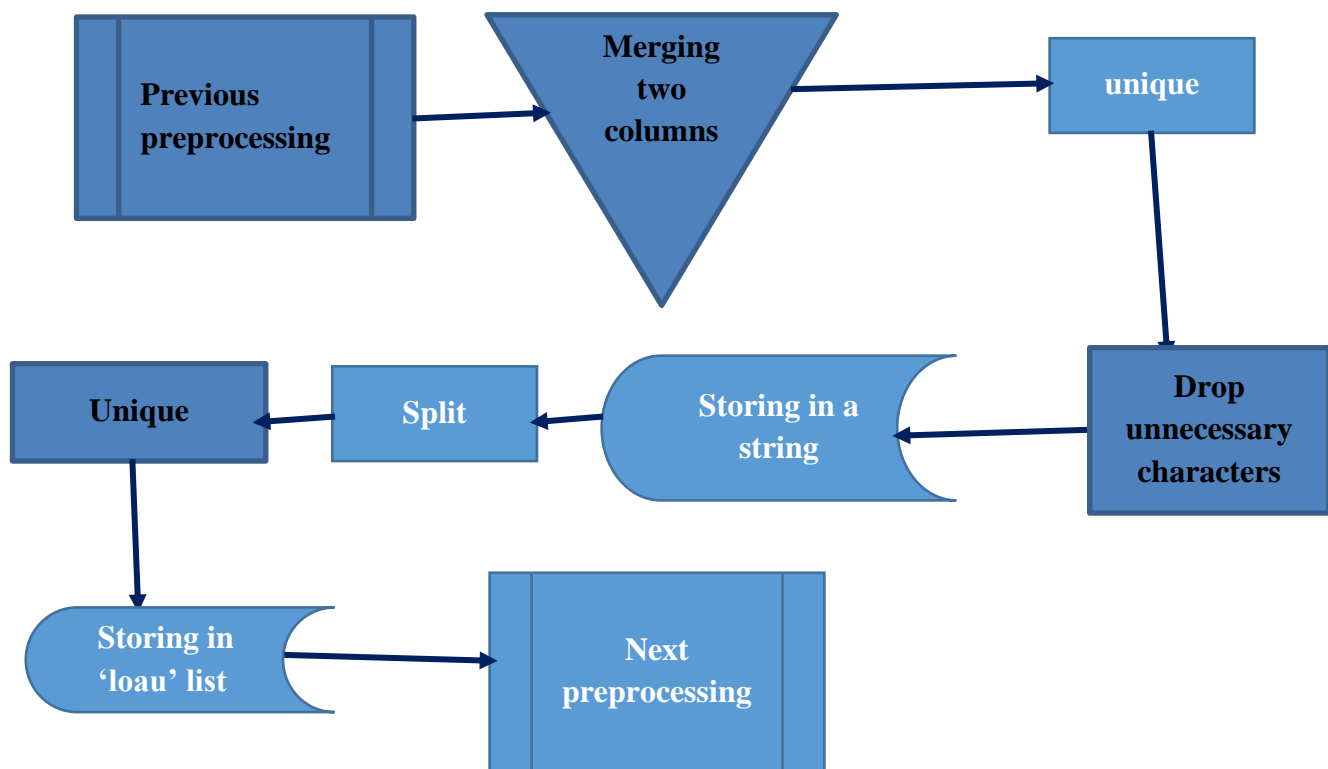 Previous
preprocessing
Merging
two
columns
unique
Drop
unnecessary
characters
Storing in a
string
Split
Unique
Storing in
‘loau’ list
Next
preprocessing